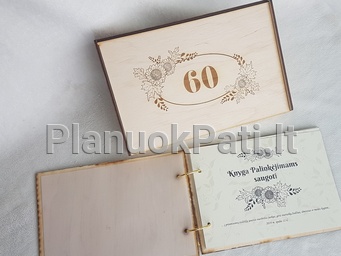 60
PlanuokPati.lt
Knyga Palinkėjimams
saugoti